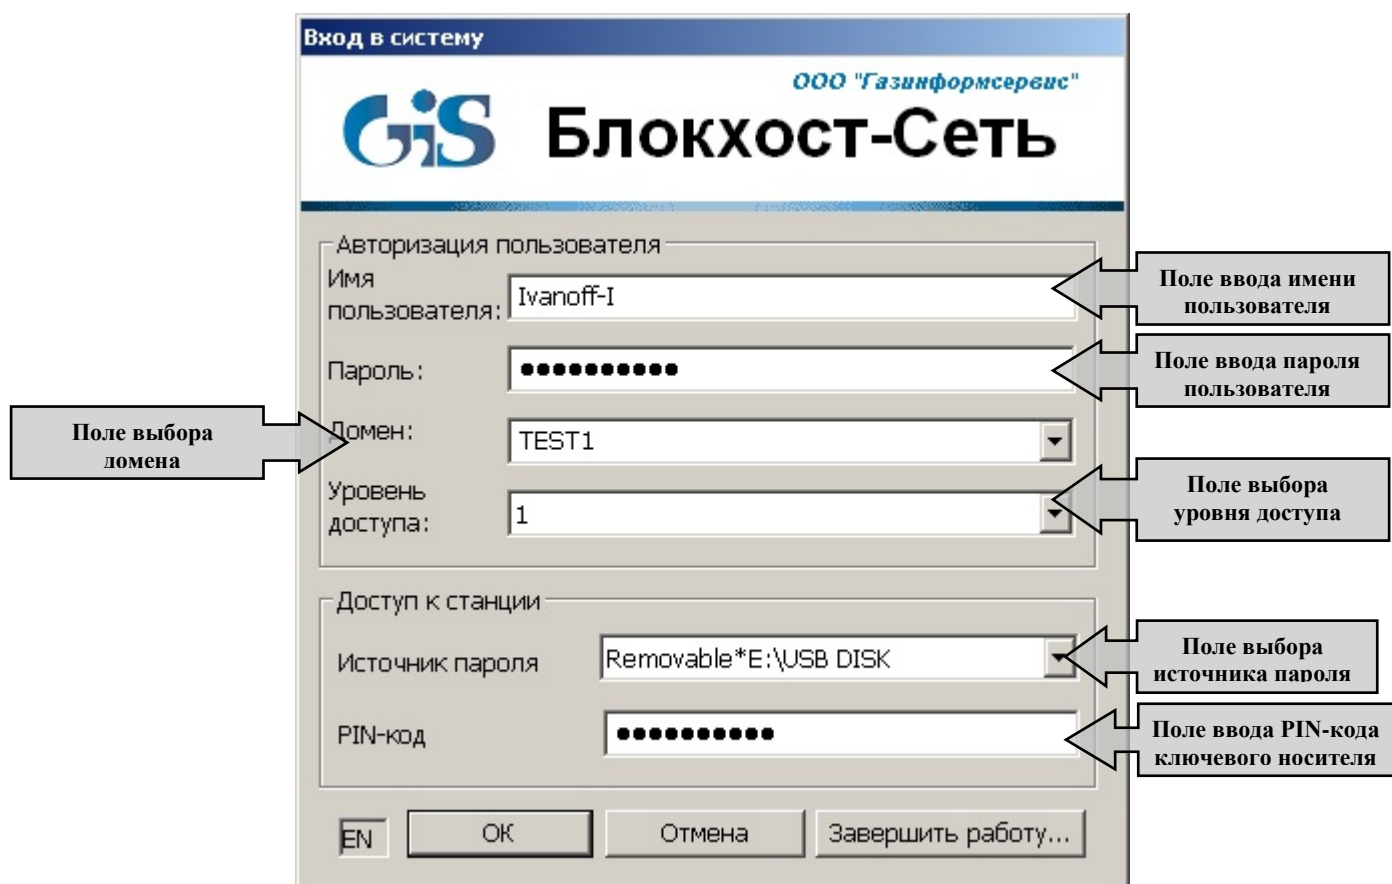 Вход в систему
ООО "Газинформсервис"
GiS Блокхост-Сеть
Авторизация пользователя
Имя
пользователя:
Ivanoff-I
Поле ввода имени
пользователя
Пароль:
●●●●●●●●●●
Поле ввода пароля
пользователя
Поле выбора
домена
Домен:
TEST1
Уровень
доступа:
1
Поле выбора
уровня доступа
Доступ к станции
Источник пароля
Removable*E:\USB DISK
Поле выбора
источника пароля
PIN-код
●●●●●●●●●●
Поле ввода PIN-кода
ключевого носителя
EN
OK
Отмена
Завершить работу...